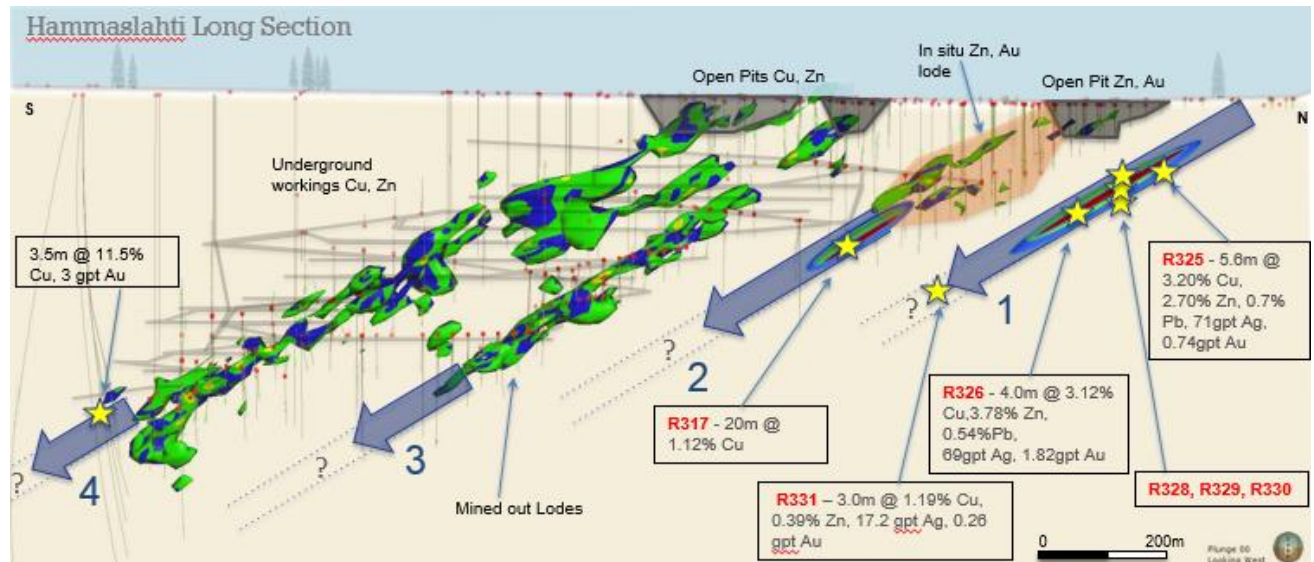 Hammaslahti Long Section
In situ Zn, Au
lode
Open Pits Cu, Zn
Open Pit Zn, Au
S
N
Underground
workings Cu, Zn
3.5m @ 11.5%
Cu, 3 gpt Au
R325 - 5.6m @
3.20% Cu,
2.70% Zn, 0.7%
Pb, 71gpt Ag,
0.74gpt Au
?
1
?
2
R326 - 4.0m @ 3.12%
Cu,3.78% Zn,
0.54%Pb,
69gpt Ag, 1.82gpt Au
R317 - 20m @
1.12% Cu
?
3
?
4
Mined out Lodes
R331 – 3.0m @ 1.19% Cu,
0.39% Zn, 17.2 gpt Ag, 0.26
gpt Au
R328, R329, R330
0 200m
Plunge 00
Looking West